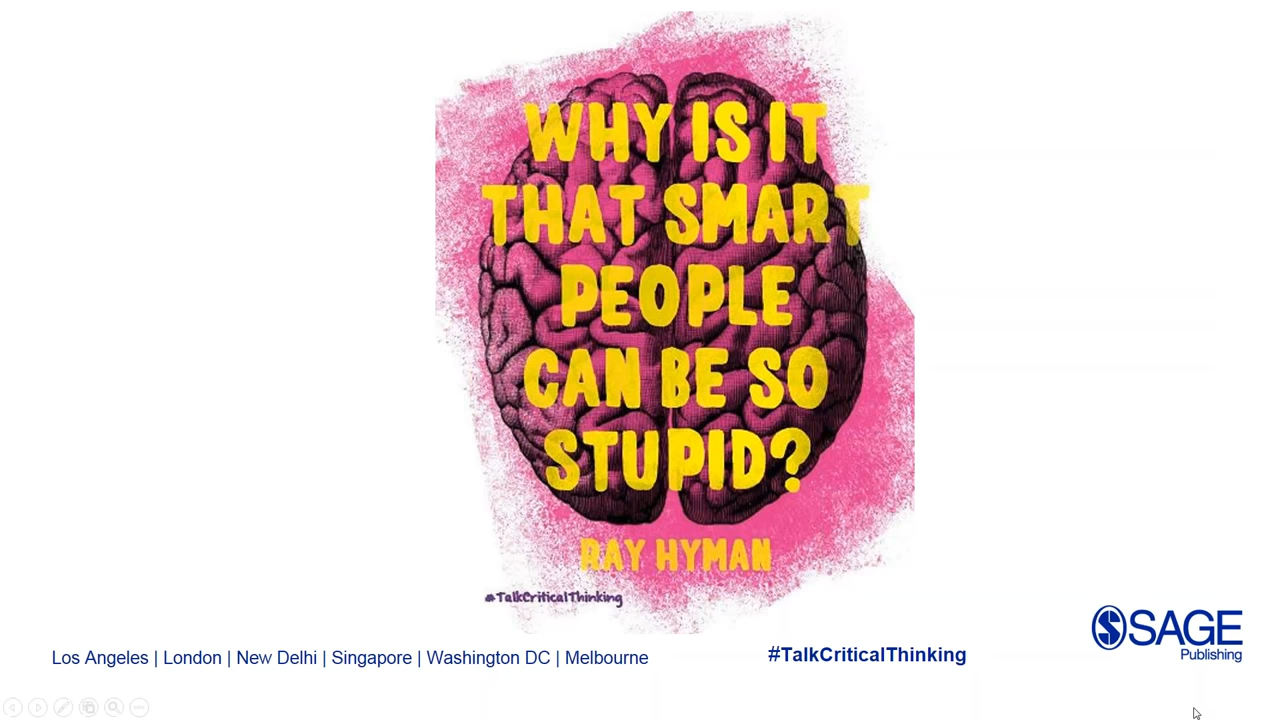 WHY IS IT
THAT SMART
PEOPLE
CAN BE SO
STUPID?
RAY HYMAN
#TalkCriticalThinking
Los Angeles | London | New Delhi | Singapore | Washington DC | Melbourne
#TalkCriticalThinking
SAGE
Publishing